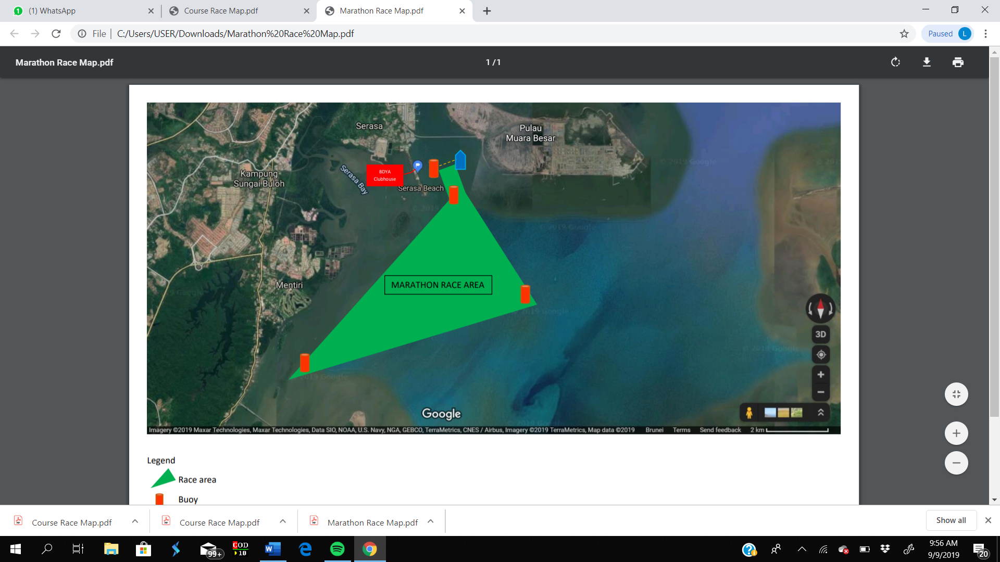 (1) WhatsApp
Course Race Map.pdf
Marathon Race Map.pdf
File
C:/Users/USER/Downloads/Marathon%20Race%20Map.pdf
Paused
L
Marathon Race Map.pdf
1 / 1
Serasa
Pulau
Muara Besar
Kampung
Sungai Buloh
Serasa Bay
BDYA
Clubhouse
Serasa Beach
MARATHON RACE AREA
Mentiri
3D
Google
Imagery ©2019 Maxar Technologies, Maxar Technologies, Data SIO, NOAA, U.S. Navy, NGA, GEBCO, TerraMetrics, CNES / Airbus, Imagery ©2019 TerraMetrics, Map data ©2019 Brunei Terms Send feedback 2 km
Legend
Race area
Buoy
Course Race Map.pdf
Course Race Map.pdf
Marathon Race Map.pdf
Show all
99+
COD
10
9:56 AM
9/9/2019
20